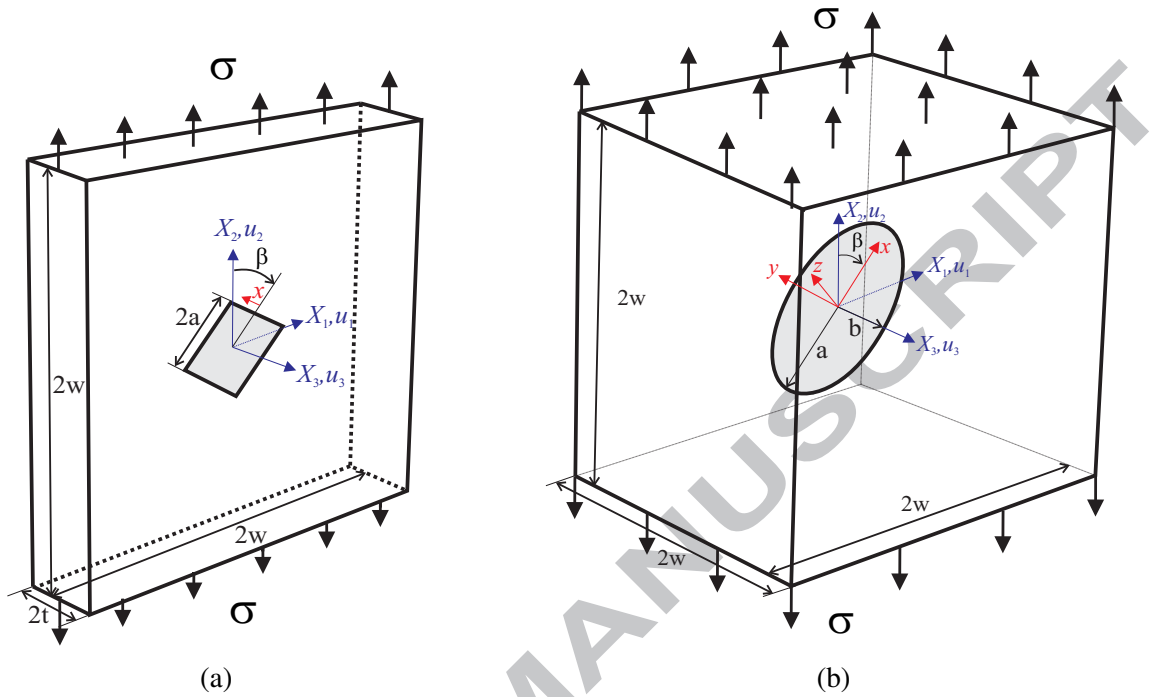 σ
X₂,u₂
β
x
2a
X₁,u₁
X₃,u₃
2w
2w
2t
σ
(a)
σ
X₂,u₂
β
x
y
z
X₁,u₁
b
a
X₃,u₃
2w
2w
2w
σ
(b)
MANUSCRIPT